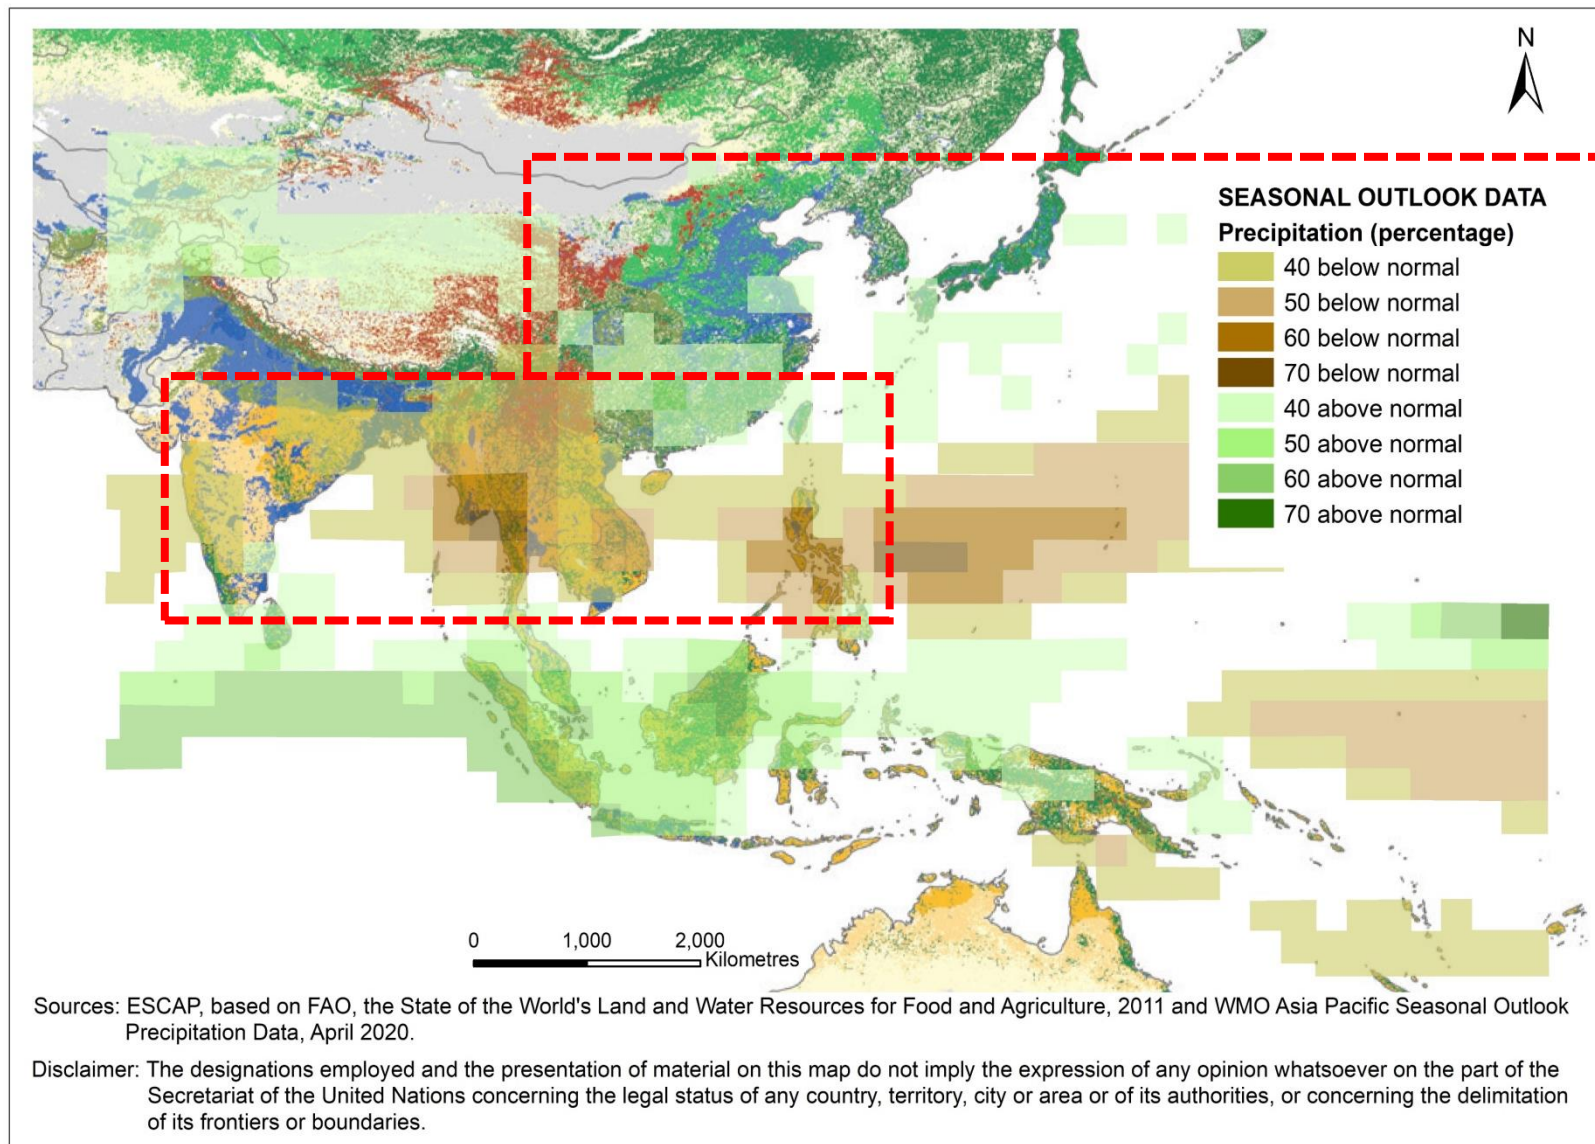 N
SEASONAL OUTLOOK DATA
Precipitation (percentage)
40 below normal
50 below normal
60 below normal
70 below normal
40 above normal
50 above normal
60 above normal
70 above normal
0 1,000 2,000
Kilometres
Sources: ESCAP, based on FAO, the State of the World's Land and Water Resources for Food and Agriculture, 2011 and WMO Asia Pacific Seasonal Outlook
Precipitation Data, April 2020.
Disclaimer: The designations employed and the presentation of material on this map do not imply the expression of any opinion whatsoever on the part of the
Secretariat of the United Nations concerning the legal status of any country, territory, city or area or of its authorities, or concerning the delimitation
of its frontiers or boundaries.